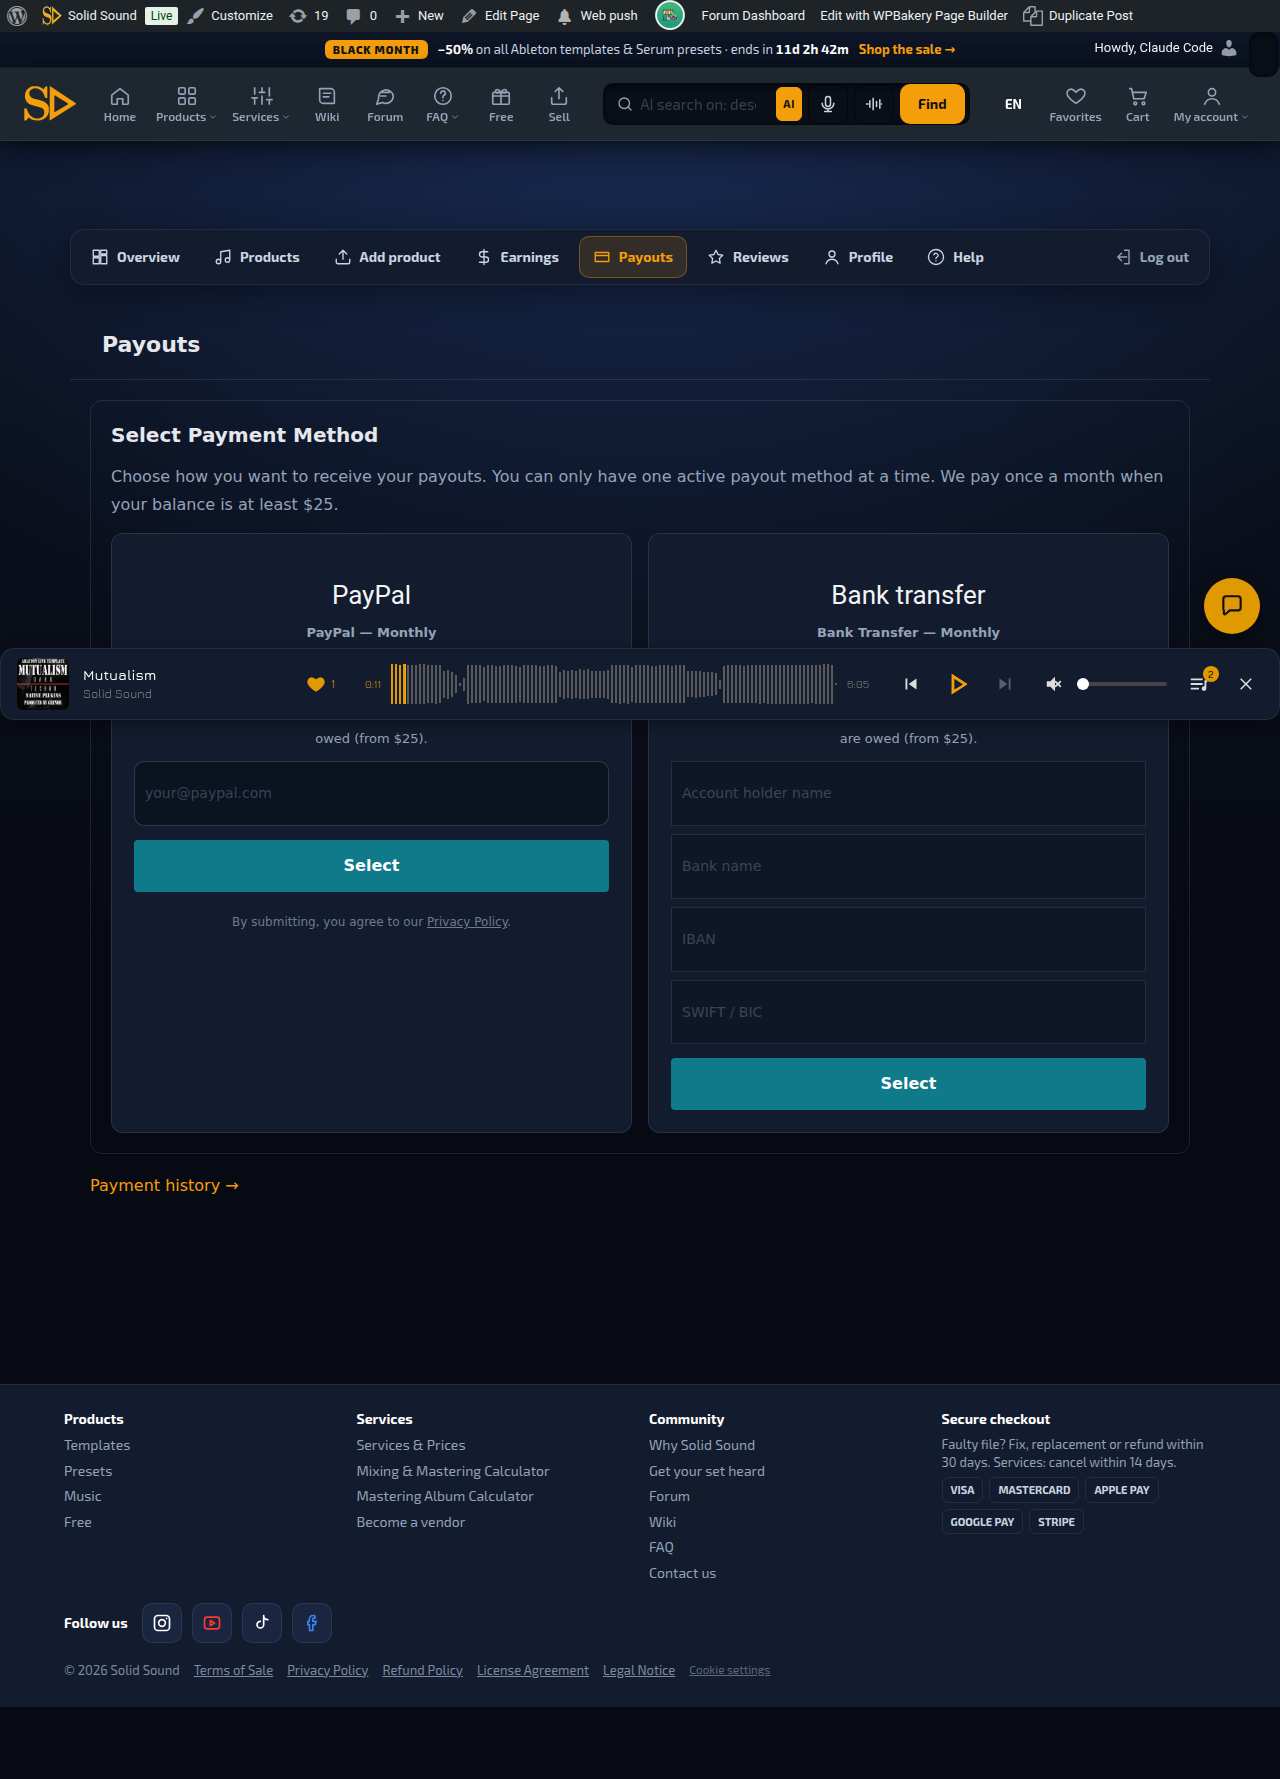 Solid Sound Live Customize 19 0 New Edit Page Web push Forum Dashboard Edit with WPBakery Page Builder Duplicate Post
BLACK MONTH −50% on all Ableton templates & Serum presets · ends in 11d 2h 42m Shop the sale →
Howdy, Claude Code
Home Products Services Wiki Forum FAQ Free Sell
AI search on: des
AI
Find
EN
Favorites Cart My account
Overview Products Add product Earnings Payouts Reviews Profile Help Log out
Payouts
Select Payment Method
Choose how you want to receive your payouts. You can only have one active payout method at a time. We pay once a month when
your balance is at least $25.
PayPal
PayPal — Monthly
Bank transfer
Bank Transfer — Monthly
MUTUALISM
Mutualism
Solid Sound
1
0:11
6:05
2
owed (from $25).
your@paypal.com
Select
By submitting, you agree to our Privacy Policy.
are owed (from $25).
Account holder name
Bank name
IBAN
SWIFT / BIC
Select
Payment history →
Products
Templates
Presets
Music
Free
Services
Services & Prices
Mixing & Mastering Calculator
Mastering Album Calculator
Become a vendor
Community
Why Solid Sound
Get your set heard
Forum
Wiki
FAQ
Contact us
Secure checkout
Faulty file? Fix, replacement or refund within
30 days. Services: cancel within 14 days.
VISA MASTERCARD APPLE PAY
GOOGLE PAY STRIPE
Follow us
© 2026 Solid Sound Terms of Sale Privacy Policy Refund Policy License Agreement Legal Notice Cookie settings